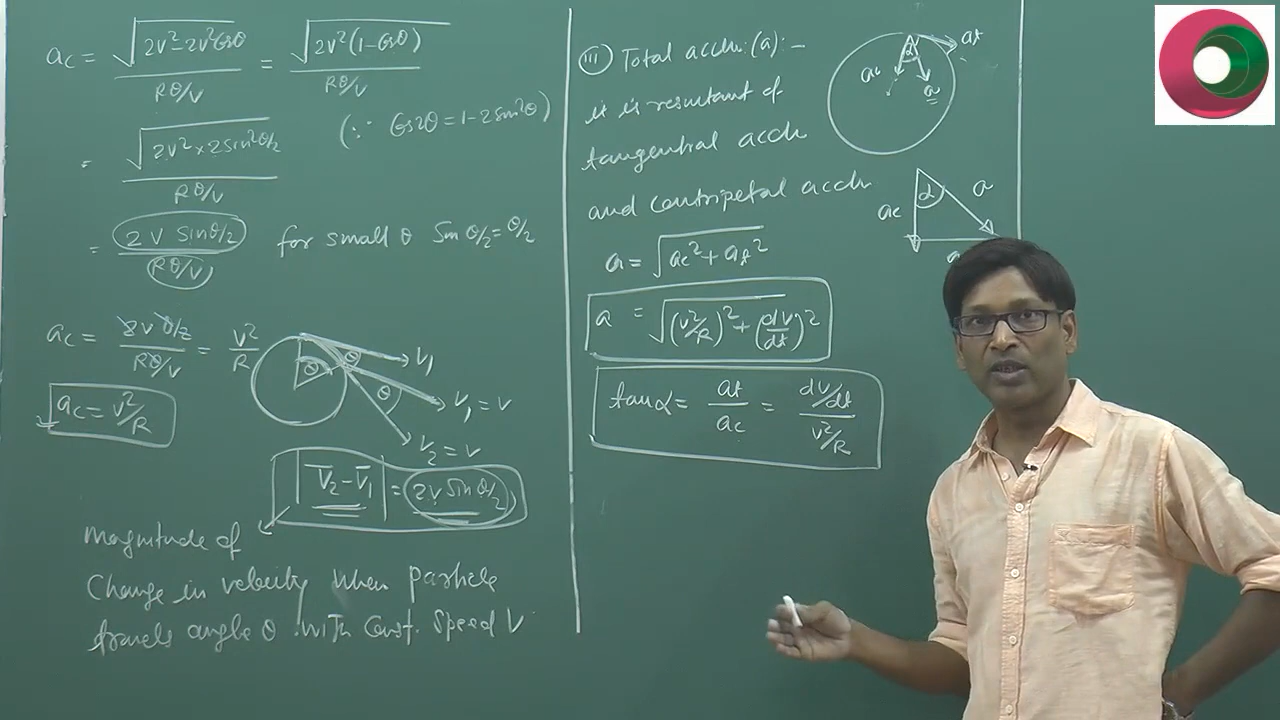 ac = √(2v²-2v²Cosθ) / (Rθ/v) = √(2v²(1-Cosθ)) / (Rθ/v)
(∵ Cos2θ = 1-2sin²θ)
= √(2v² × 2sin²θ/2) / (Rθ/v)
= 2 v Sinθ/2 / (Rθ/v) for small θ Sin θ/2 = θ/2
ac = 2v θ/2 / (Rθ/v) = v²/R
ac = v²/R
θ θ θ
v₁
v₁ = v
v₂ = v
|v̄₂ - v̄₁| = 2v Sin θ/2
magnitude of
Change in velocity when particle
travels angle θ with Const. speed V
(III) Total accln: (a) :-
it is resultant of
tangential accln
and centripetal accln
a = √(ac² + at²)
a = √((v²/R)² + (dv/dt)²)
tanα = at/ac = (dv/dt) / (v²/R)
at
α
ac
a
ac
α
a